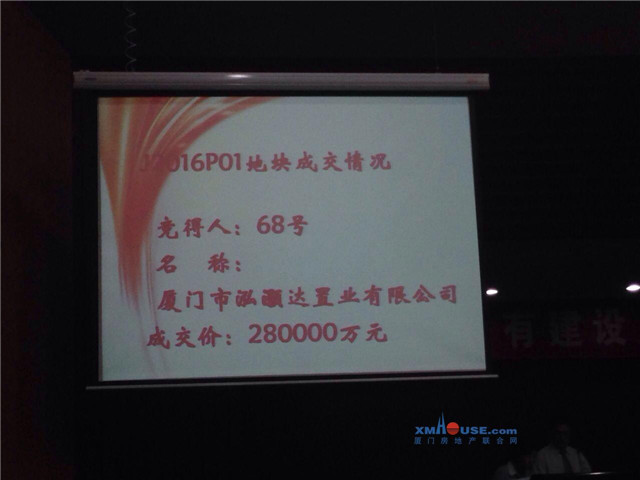 J2016P01地块成交情况
竞得人：68号
名 称：
厦门市泓灏达置业有限公司
成交价：280000万元
有建设
XMHOUSE.com
厦门房地产联合网